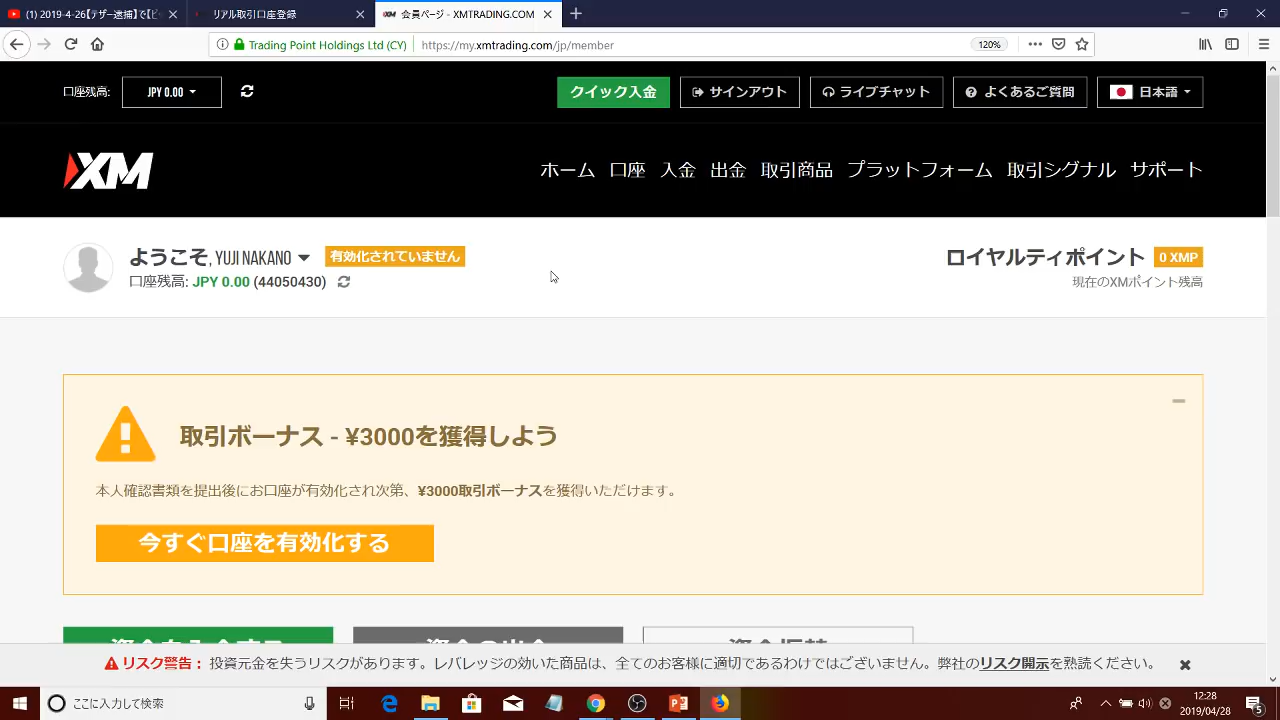 (1) 2019-4-26【テザー逮捕】で【ビッ
リアル取引口座登録
XM 会員ページ - XMTRADING.COM
Trading Point Holdings Ltd (CY)
https://my.xmtrading.com/jp/member
120%
口座残高:
JPY 0.00
クイック入金
サインアウト
ライブチャット
よくあるご質問
日本語
XM
ホーム 口座 入金 出金 取引商品 プラットフォーム 取引シグナル サポート
ようこそ, YUJI NAKANO
有効化されていません
口座残高: JPY 0.00 (44050430)
ロイヤルティポイント 0 XMP
現在のXMポイント残高
取引ボーナス - ¥3000を獲得しよう
本人確認書類を提出後にお口座が有効化され次第、¥3000取引ボーナスを獲得いただけます。
今すぐ口座を有効化する
リスク警告： 投資元金を失うリスクがあります。レバレッジの効いた商品は、全てのお客様に適切であるわけではございません。弊社のリスク開示を熟読ください。
ここに入力して検索
12:28
2019/04/28
5